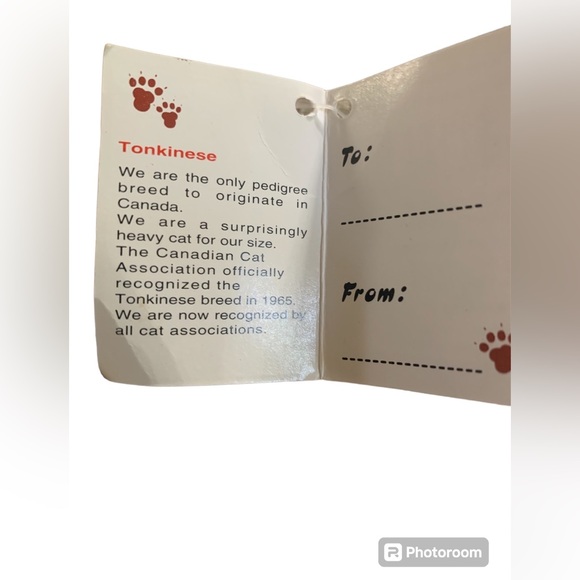 Tonkinese
We are the only pedigree
breed to originate in
Canada.
We are a surprisingly
heavy cat for our size.
The Canadian Cat
Association officially
recognized the
Tonkinese breed in 1965.
We are now recognized by
all cat associations.
To:
From:
Photoroom